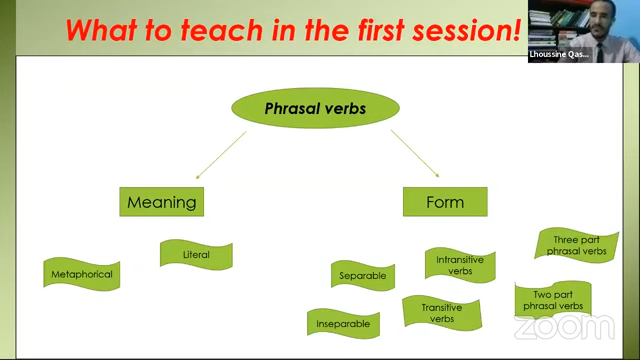 What to teach in the first session!
Lhoussine Qas...
Phrasal verbs
Meaning
Form
Metaphorical
Literal
Separable
Inseparable
Intransitive
verbs
Transitive
verbs
Three part
phrasal verbs
Two part
phrasal verbs
zoom